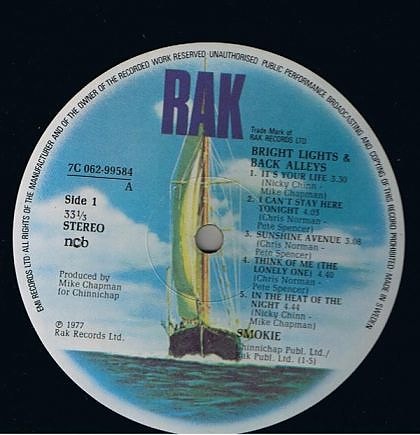 EMI RECORDS LTD. ALL RIGHTS OF THE MANUFACTURER AND OF THE OWNER OF THE RECORDED WORK RESERVED·UNAUTHORISED PUBLIC PERFORMANCE BROADCASTING AND COPYING OF THIS RECORD PROHIBITED. MADE IN SWEDEN
RAK
Trade Mark of
RAK RECORDS LTD.
7C 062-99584
A
Side 1
33 1/3
STEREO
ncb
Produced by
Mike Chapman
for Chinnichap
℗ 1977
Rak Records Ltd.
BRIGHT LIGHTS &
BACK ALLEYS
1. IT'S YOUR LIFE 3.30
(Nicky Chinn -
Mike Chapman)
2. I CAN'T STAY HERE
TONIGHT 4.03
(Chris Norman -
Pete Spencer)
3. SUNSHINE AVENUE 3.08
(Chris Norman -
Pete Spencer)
4. THINK OF ME (THE
LONELY ONE) 4.40
(Chris Norman -
Pete Spencer)
5. IN THE HEAT OF THE
NIGHT 4.44
(Nicky Chinn -
Mike Chapman)
SMOKIE
Chinnichap Publ. Ltd./
Rak Publ. Ltd. (1-5)